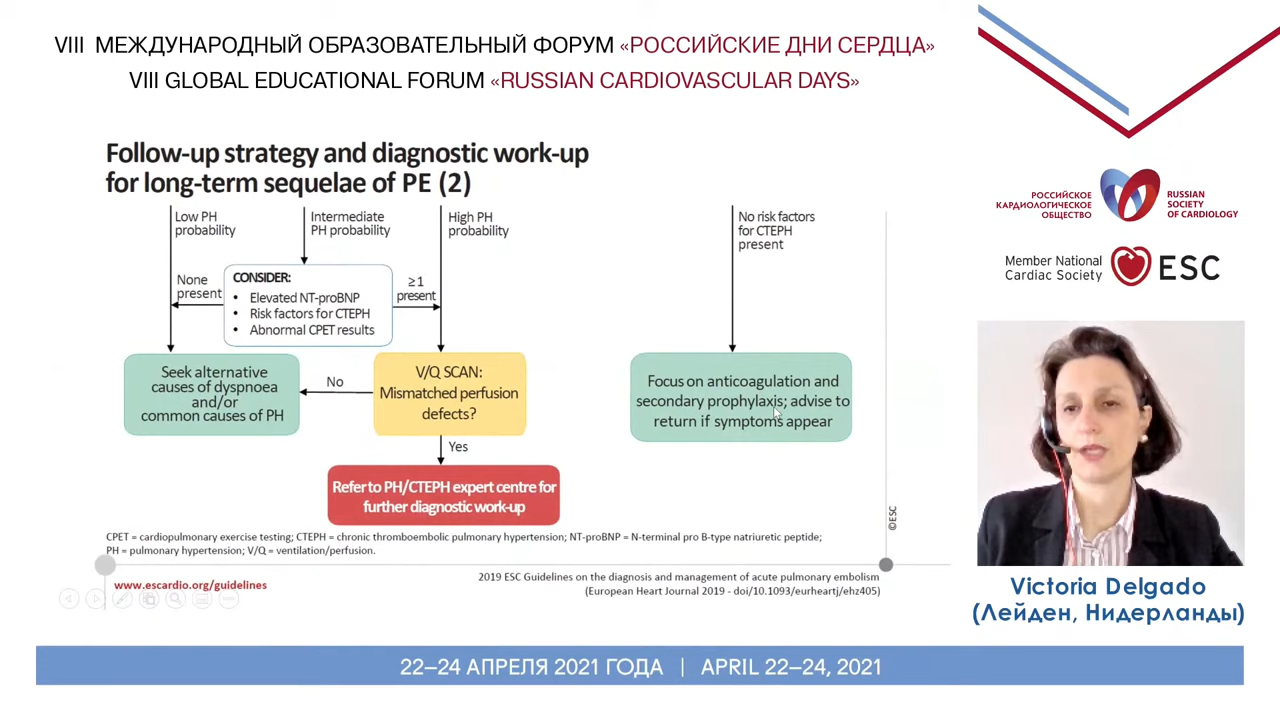 VIII МЕЖДУНАРОДНЫЙ ОБРАЗОВАТЕЛЬНЫЙ ФОРУМ «РОССИЙСКИЕ ДНИ СЕРДЦА»
VIII GLOBAL EDUCATIONAL FORUM «RUSSIAN CARDIOVASCULAR DAYS»
Follow-up strategy and diagnostic work-up
for long-term sequelae of PE (2)
Low PH
probability
Intermediate
PH probability
High PH
probability
No risk factors
for CTEPH
present
None
present
CONSIDER:
• Elevated NT-proBNP
• Risk factors for CTEPH
• Abnormal CPET results
≥1
present
Seek alternative
causes of dyspnoea
and/or
common causes of PH
No
V/Q SCAN:
Mismatched perfusion
defects?
Focus on anticoagulation and
secondary prophylaxis; advise to
return if symptoms appear
Yes
Refer to PH/CTEPH expert centre for
further diagnostic work-up
©ESC
CPET = cardiopulmonary exercise testing; CTEPH = chronic thromboembolic pulmonary hypertension; NT-proBNP = N-terminal pro B-type natriuretic peptide;
PH = pulmonary hypertension; V/Q = ventilation/perfusion.
www.escardio.org/guidelines
2019 ESC Guidelines on the diagnosis and management of acute pulmonary embolism
(European Heart Journal 2019 - doi/10.1093/eurheartj/ehz405)
РОССИЙСКОЕ
КАРДИОЛОГИЧЕСКОЕ
ОБЩЕСТВО
RUSSIAN
SOCIETY
OF CARDIOLOGY
Member National
Cardiac Society
ESC
Victoria Delgado
(Лейден, Нидерланды)
22–24 АПРЕЛЯ 2021 ГОДА | APRIL 22–24, 2021